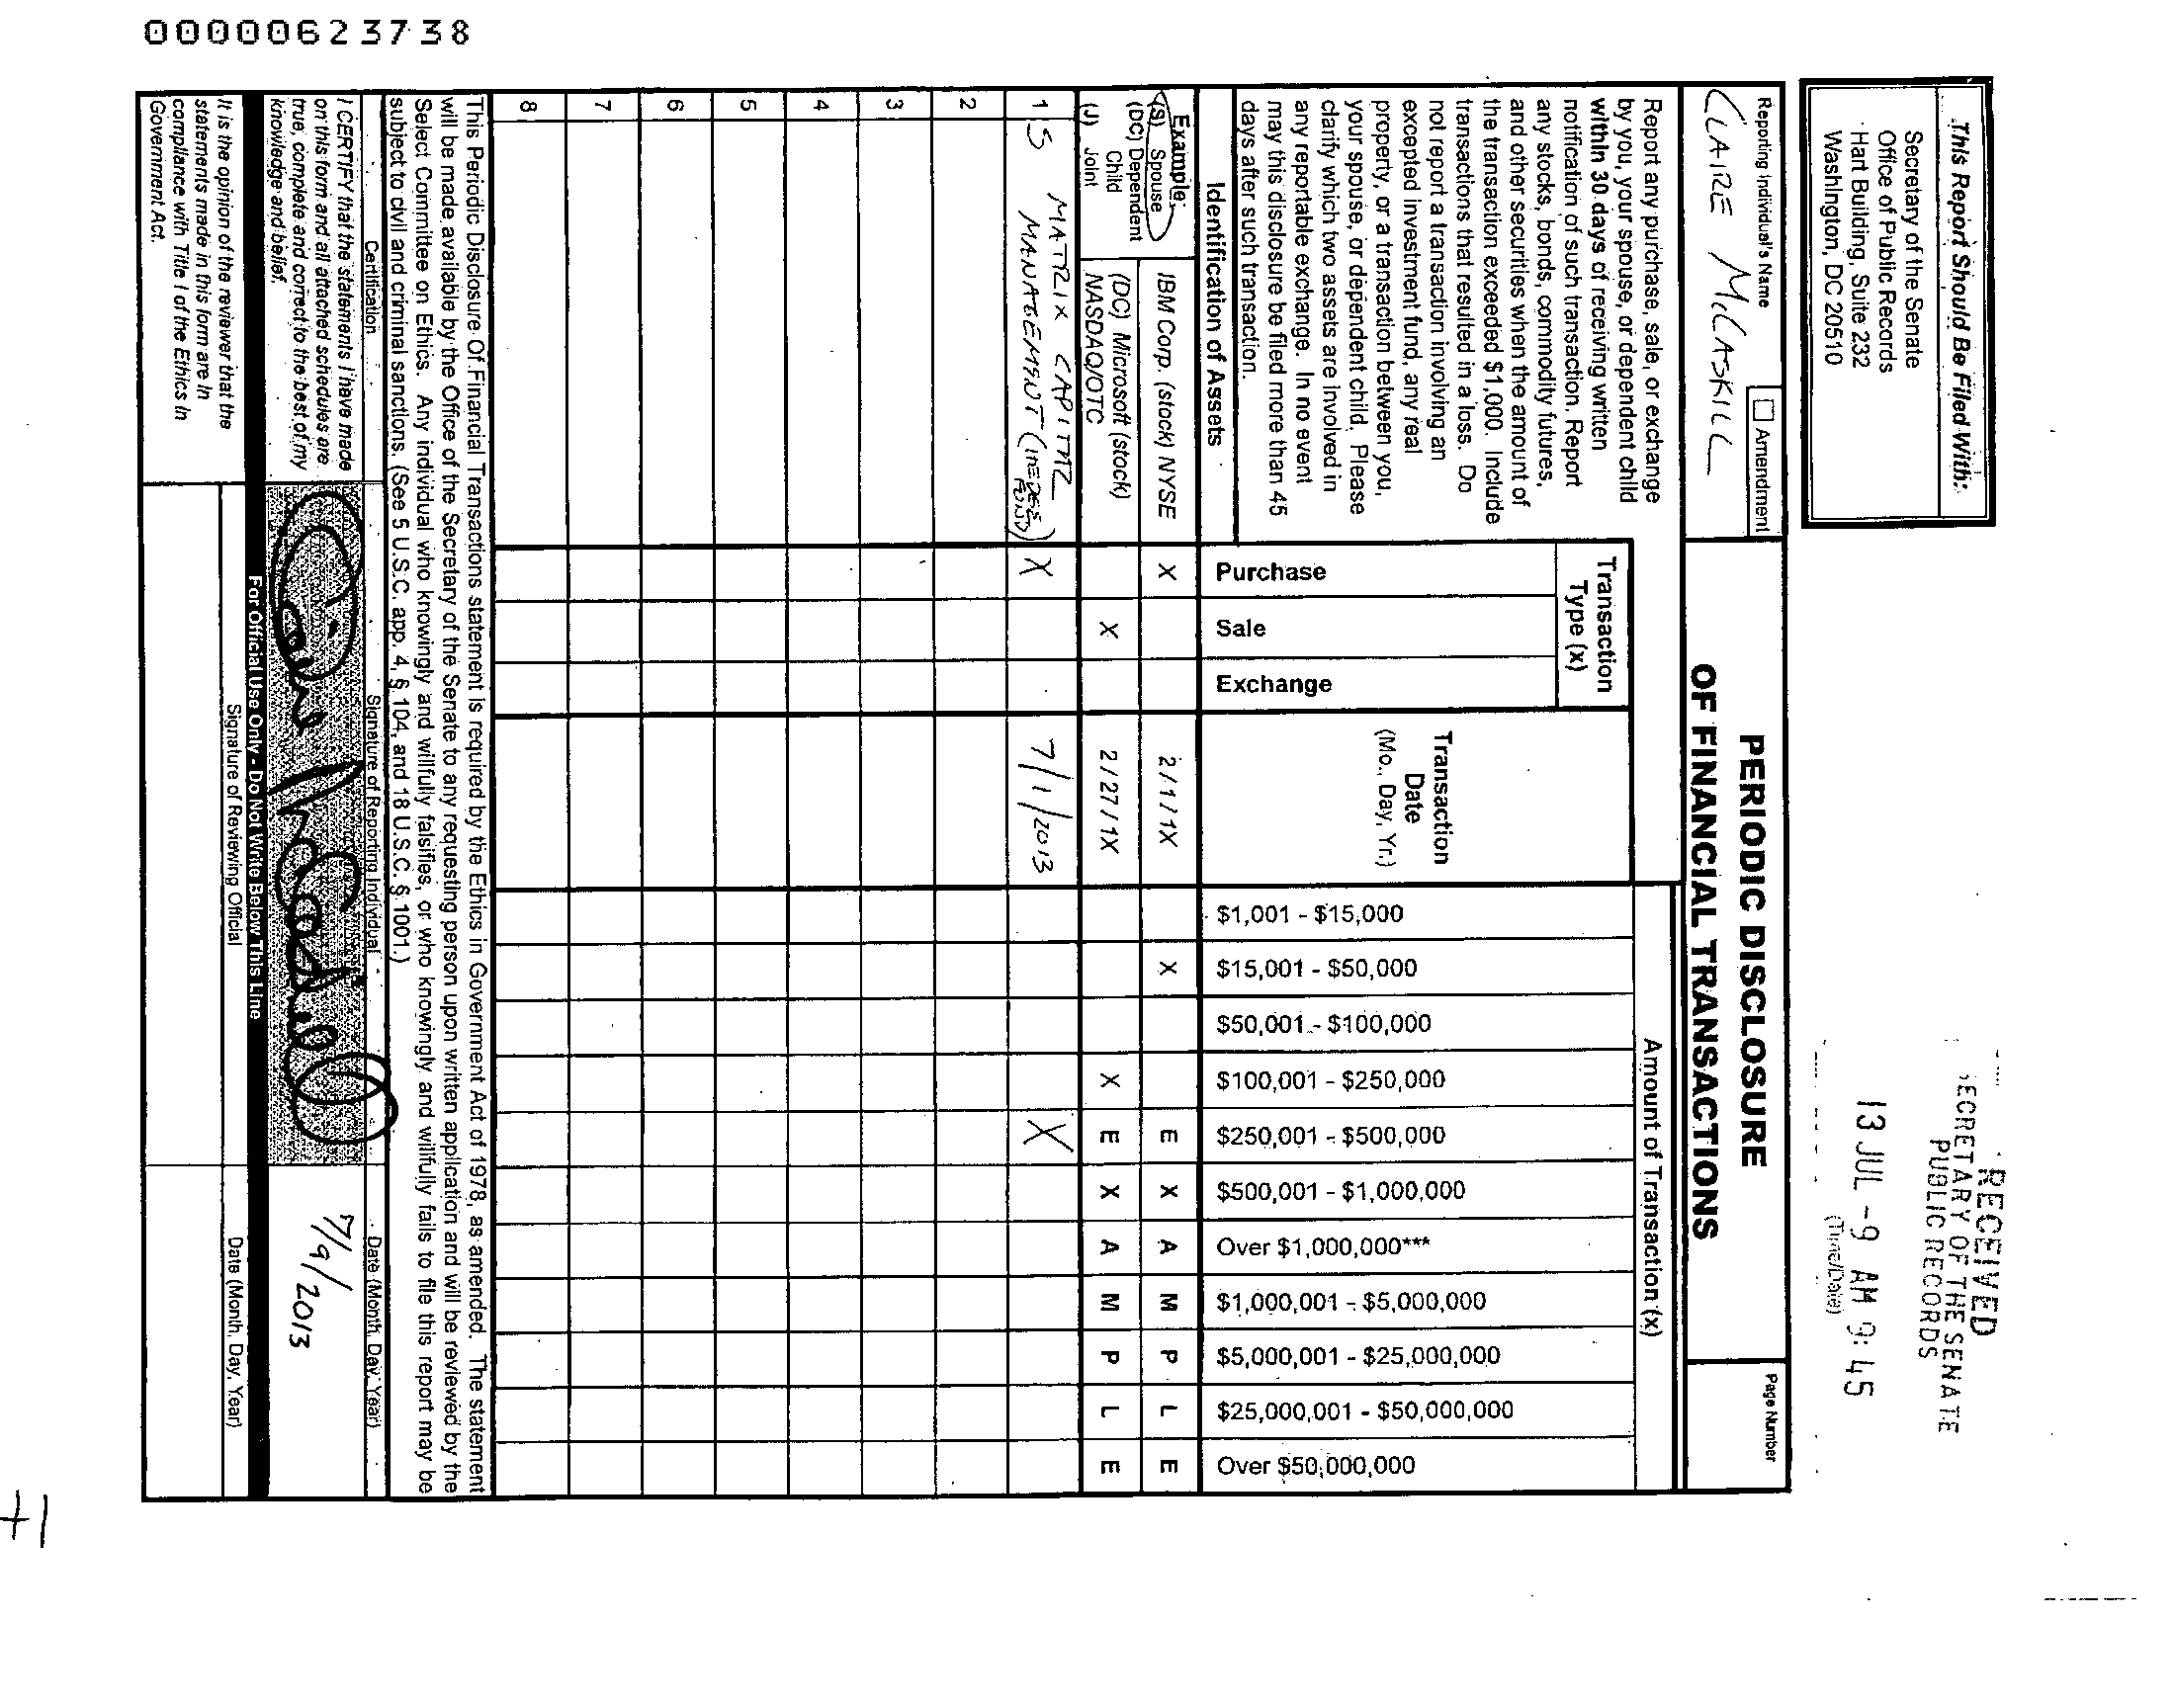 00000623738
This Report Should Be Filed With:
Secretary of the Senate
Office of Public Records
Hart Building, Suite 232
Washington, DC 20510
RECEIVED
SECRETARY OF THE SENATE
PUBLIC RECORDS
13 JUL -9 AM 9:45
(Time/Date)
Reporting Individual's Name
Amendment
CLAIRE McCASKILL
PERIODIC DISCLOSURE
OF FINANCIAL TRANSACTIONS
Page Number
Report any purchase, sale, or exchange
by you, your spouse, or dependent child
within 30 days of receiving written
notification of such transaction. Report
any stocks, bonds, commodity futures,
and other securities when the amount of
the transaction exceeded $1,000. Include
transactions that resulted in a loss. Do
not report a transaction involving an
excepted investment fund, any real
property, or a transaction between you,
your spouse, or dependent child. Please
clarify which two assets are involved in
any reportable exchange. In no event
may this disclosure be filed more than 45
days after such transaction.
Identification of Assets
Transaction
Type (x)
Purchase
Sale
Exchange
Transaction
Date
(Mo., Day, Yr.)
Amount of Transaction (x)
$1,001 - $15,000
$15,001 - $50,000
$50,001 - $100,000
$100,001 - $250,000
$250,001 - $500,000
$500,001 - $1,000,000
Over $1,000,000***
$1,000,001 - $5,000,000
$5,000,001 - $25,000,000
$25,000,001 - $50,000,000
Over $50,000,000
Example:
(S) Spouse
(DC) Dependent
Child
(J) Joint
IBM Corp. (stock) NYSE X 2/1/1X X E X A M P L E
(DC) Microsoft (stock)
NASDAQ/OTC X 2/27/1X X E X A M P L E
1 S MATRIX CAPITAL
MANAGEMENT (HEDGE FUND) X 7/1/2013 X
2
3
4
5
6
7
8
This Periodic Disclosure Of Financial Transactions statement is required by the Ethics in Government Act of 1978, as amended. The statement
will be made available by the Office of the Secretary of the Senate to any requesting person upon written application and will be reviewed by the
Select Committee on Ethics. Any individual who knowingly and willfully falsifies, or who knowingly and willfully fails to file this report may be
subject to civil and criminal sanctions. (See 5 U.S.C. app. 4, § 104, and 18 U.S.C. § 1001.)
Certification
Signature of Reporting Individual
Date (Month, Day, Year)
I CERTIFY that the statements I have made
on this form and all attached schedules are
true, complete and correct to the best of my
knowledge and belief.
Claire McCaskill
7/9/2013
For Official Use Only - Do Not Write Below This Line
It is the opinion of the reviewer that the
statements made in this form are in
compliance with Title I of the Ethics in
Government Act.
Signature of Reviewing Official
Date (Month, Day, Year)